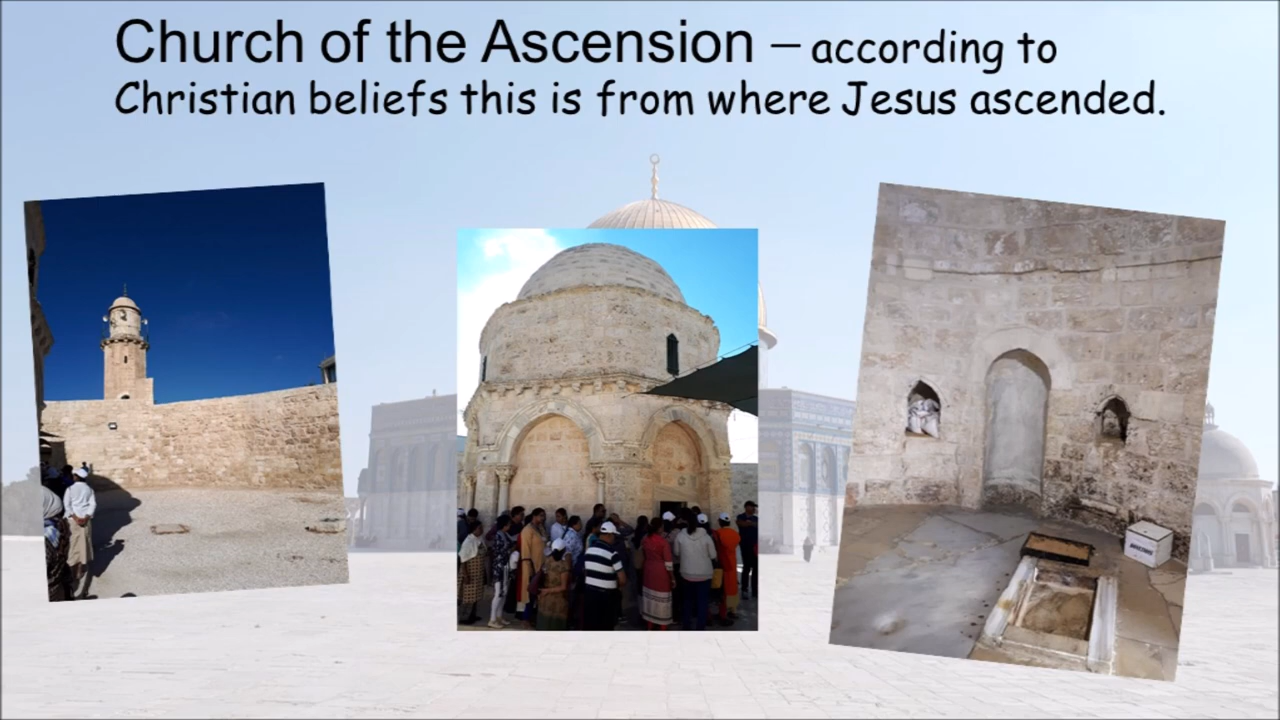 Church of the Ascension – according to
Christian beliefs this is from where Jesus ascended.